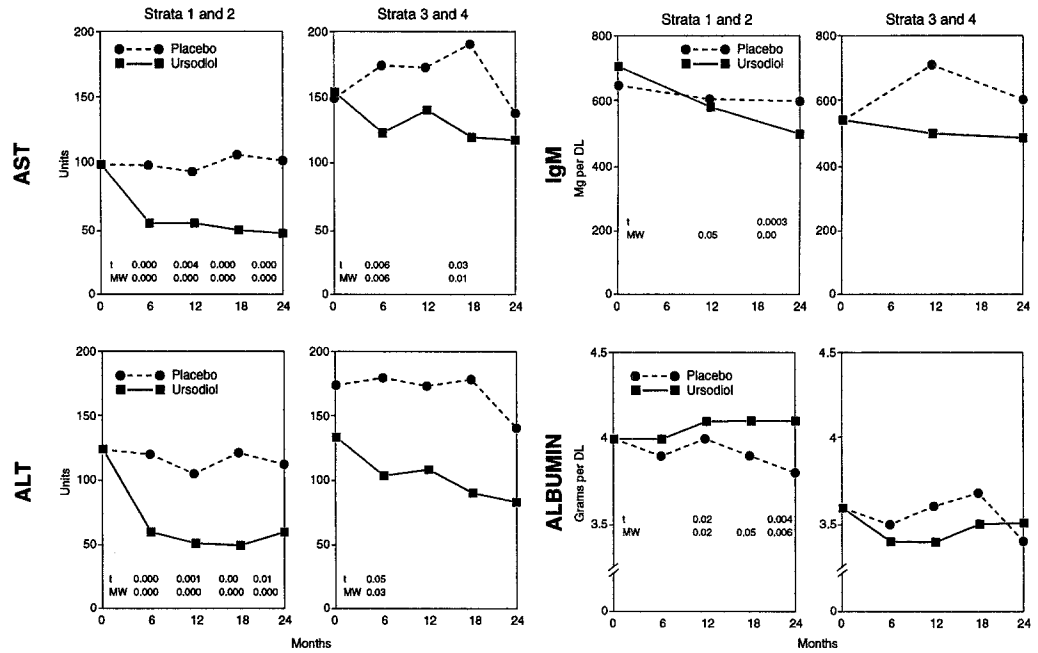 Strata 1 and 2
Strata 3 and 4
AST
Units
200
150
100
50
0
Placebo
Ursodiol
t 0.000 0.004 0.000 0.000
MW 0.000 0.000 0.000 0.000
0 6 12 18 24
200
150
100
50
0
t 0.006 0.03
MW 0.006 0.01
0 6 12 18 24
Strata 1 and 2
Strata 3 and 4
IgM
Mg per DL
800
600
400
200
0
Placebo
Ursodiol
t 0.0003
MW 0.05 0.00
0 6 12 18 24
800
600
400
200
0
0 6 12 18 24
ALT
Units
200
150
100
50
0
Placebo
Ursodiol
t 0.000 0.001 0.00 0.01
MW 0.000 0.000 0.000 0.000
0 6 12 18 24
200
150
100
50
0
t 0.05
MW 0.03
0 6 12 18 24
Months
ALBUMIN
Grams per DL
4.5
4
3.5
0
Placebo
Ursodiol
t 0.02 0.004
MW 0.02 0.05 0.006
0 6 12 18 24
4.5
4
3.5
0
0 6 12 18 24
Months